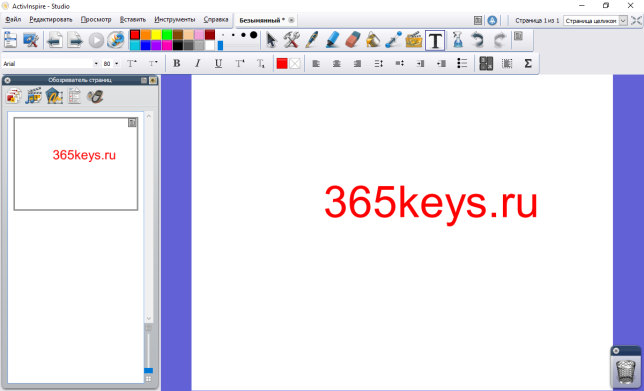 ActivInspire - Studio
Файл Редактировать Просмотр Вставить Инструменты Справка Безымянный * Страница 1 из 1 Страница целиком
Arial 80 B I U T T Σ
Обозреватель страниц
365keys.ru
365keys.ru